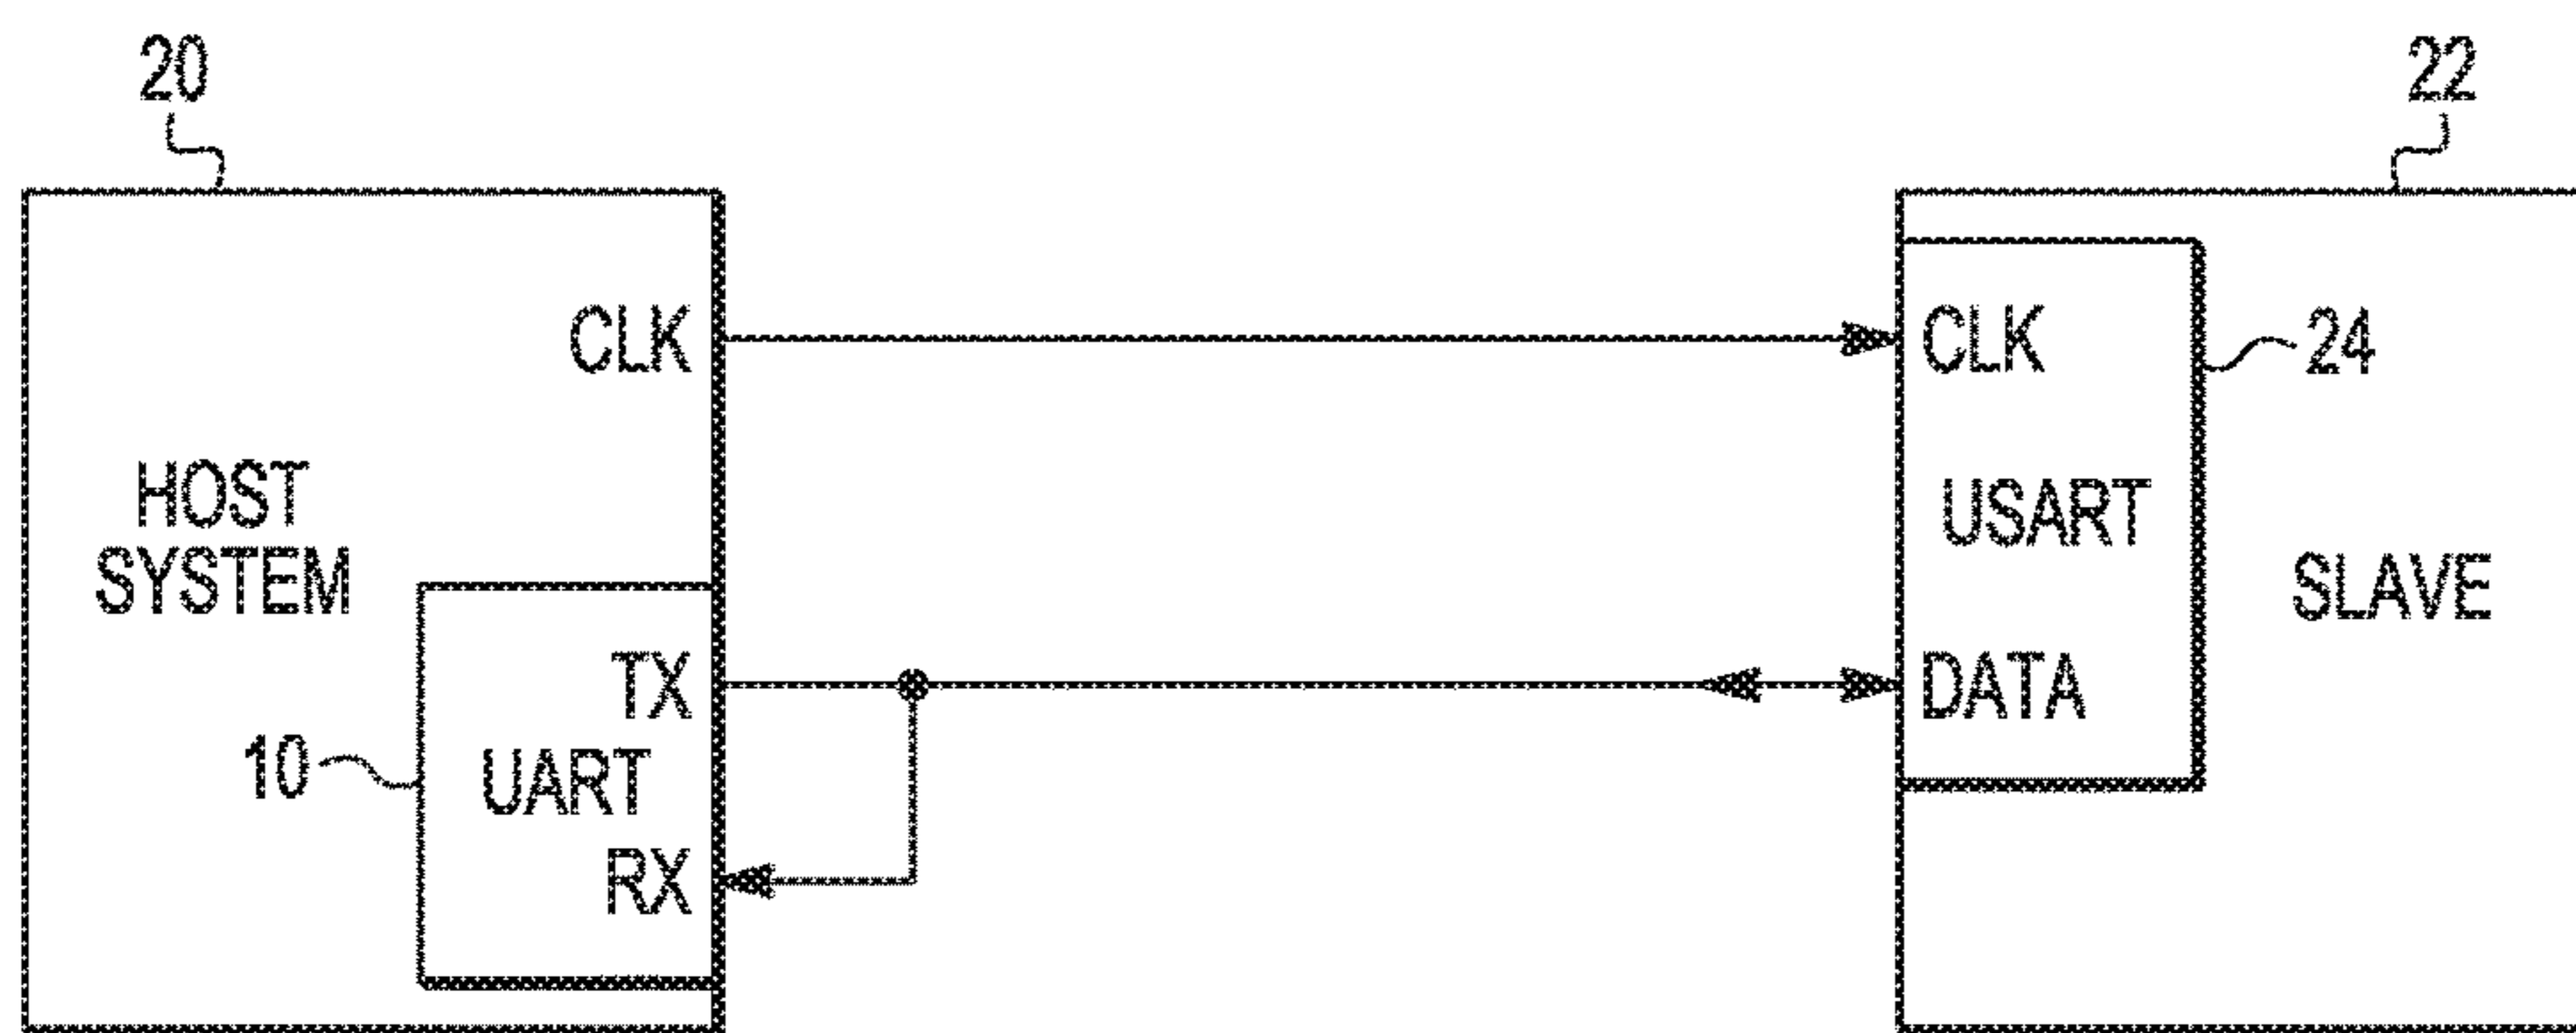 20
22
CLK
CLK
24
HOST
SYSTEM
USART
SLAVE
TX
DATA
10
UART
RX